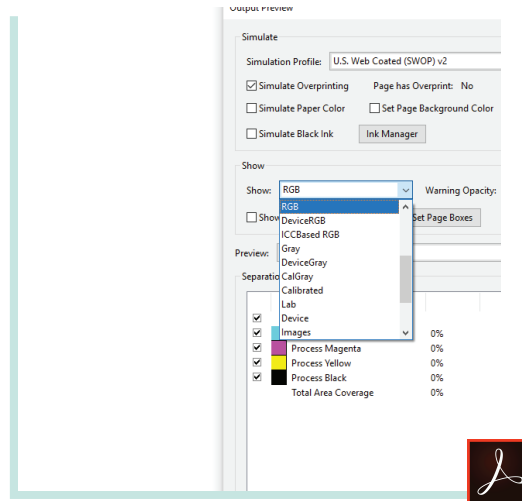 Output Preview
Simulate
Simulation Profile: U.S. Web Coated (SWOP) v2
Simulate Overprinting Page has Overprint: No
Simulate Paper Color Set Page Background Color
Simulate Black Ink Ink Manager
Show
Show: RGB Warning Opacity:
RGB
Show Set Page Boxes
DeviceRGB
ICCBased RGB
Gray
Preview:
DeviceGray
CalGray
Separatio
Calibrated
Lab
Device
Images 0%
Process Magenta 0%
Process Yellow 0%
Process Black 0%
Total Area Coverage 0%